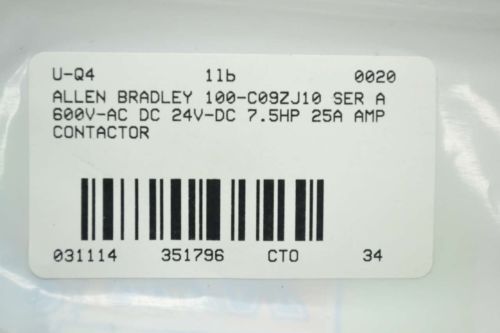 U-Q4 1lb 0020
ALLEN BRADLEY 100-C09ZJ10 SER A
600V-AC DC 24V-DC 7.5HP 25A AMP
CONTACTOR
031114 351796 CTO 34